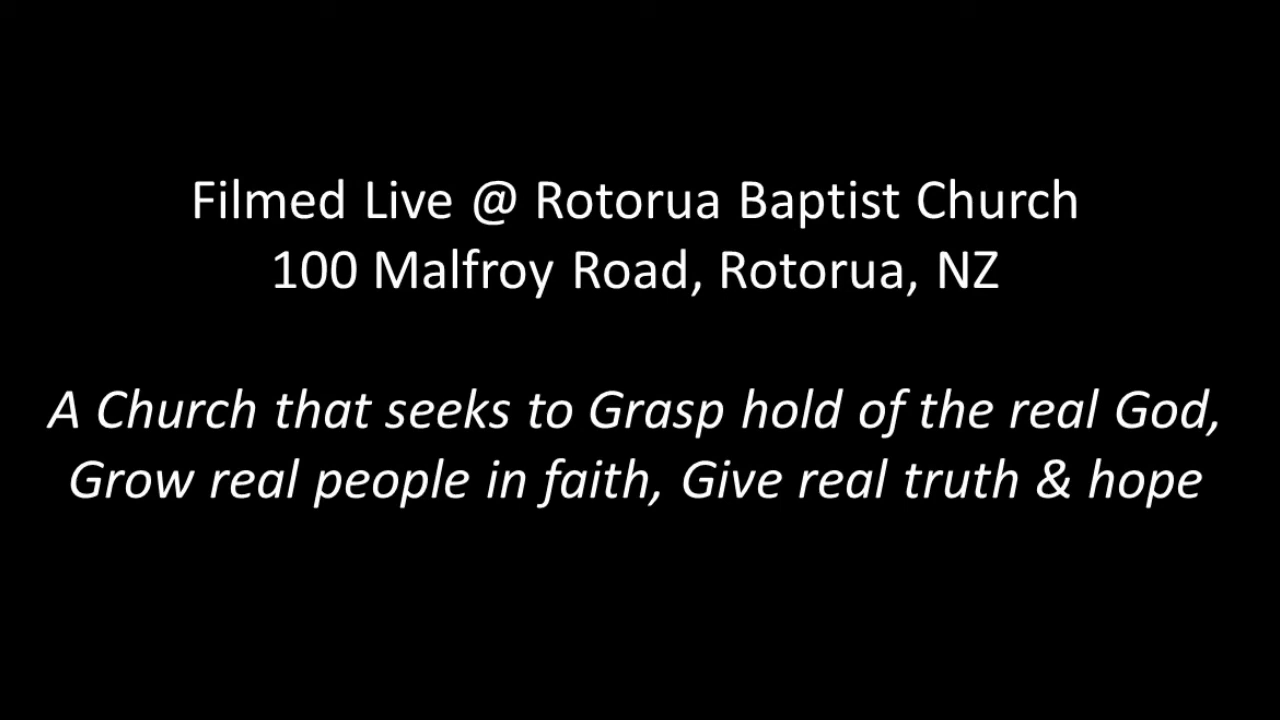 Filmed Live @ Rotorua Baptist Church
100 Malfroy Road, Rotorua, NZ
A Church that seeks to Grasp hold of the real God,
Grow real people in faith, Give real truth & hope